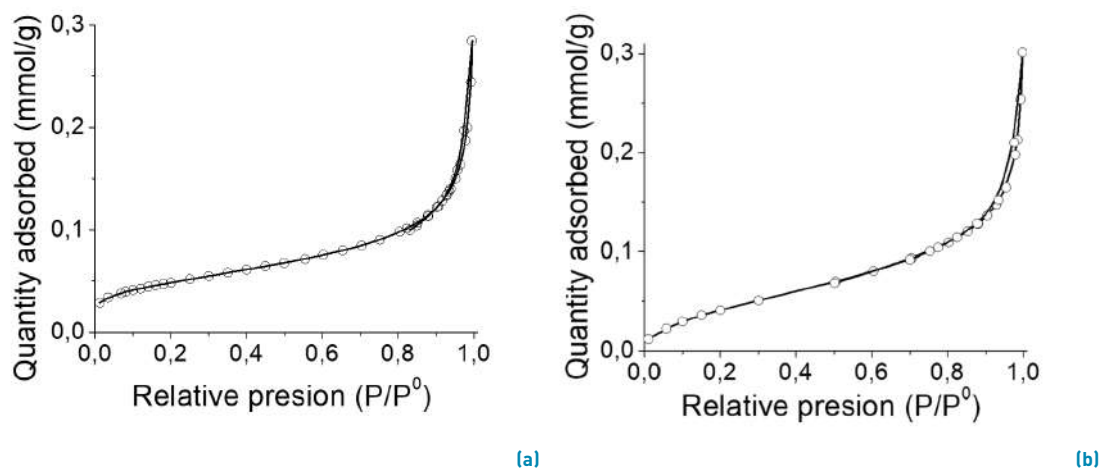 Quantity adsorbed (mmol/g)
0,3
0,2
0,1
0,0
0,0 0,2 0,4 0,6 0,8 1,0
Relative presion (P/P⁰)
(a)
Quantity adsorbed (mmol/g)
0,3
0,2
0,1
0,0
0,0 0,2 0,4 0,6 0,8 1,0
Relative presion (P/P⁰)
(b)